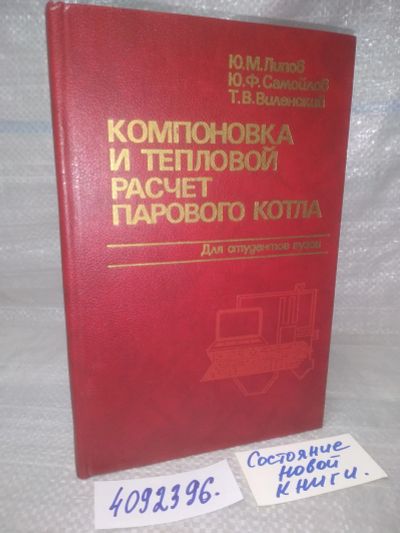 Ю.М.Липов
Ю.Ф.Самойлов
Т.В.Виленский
КОМПОНОВКА
И ТЕПЛОВОЙ
РАСЧЕТ
ПАРОВОГО КОТЛА
Для студентов вузов
4092396.
Состояние
новой
книги.